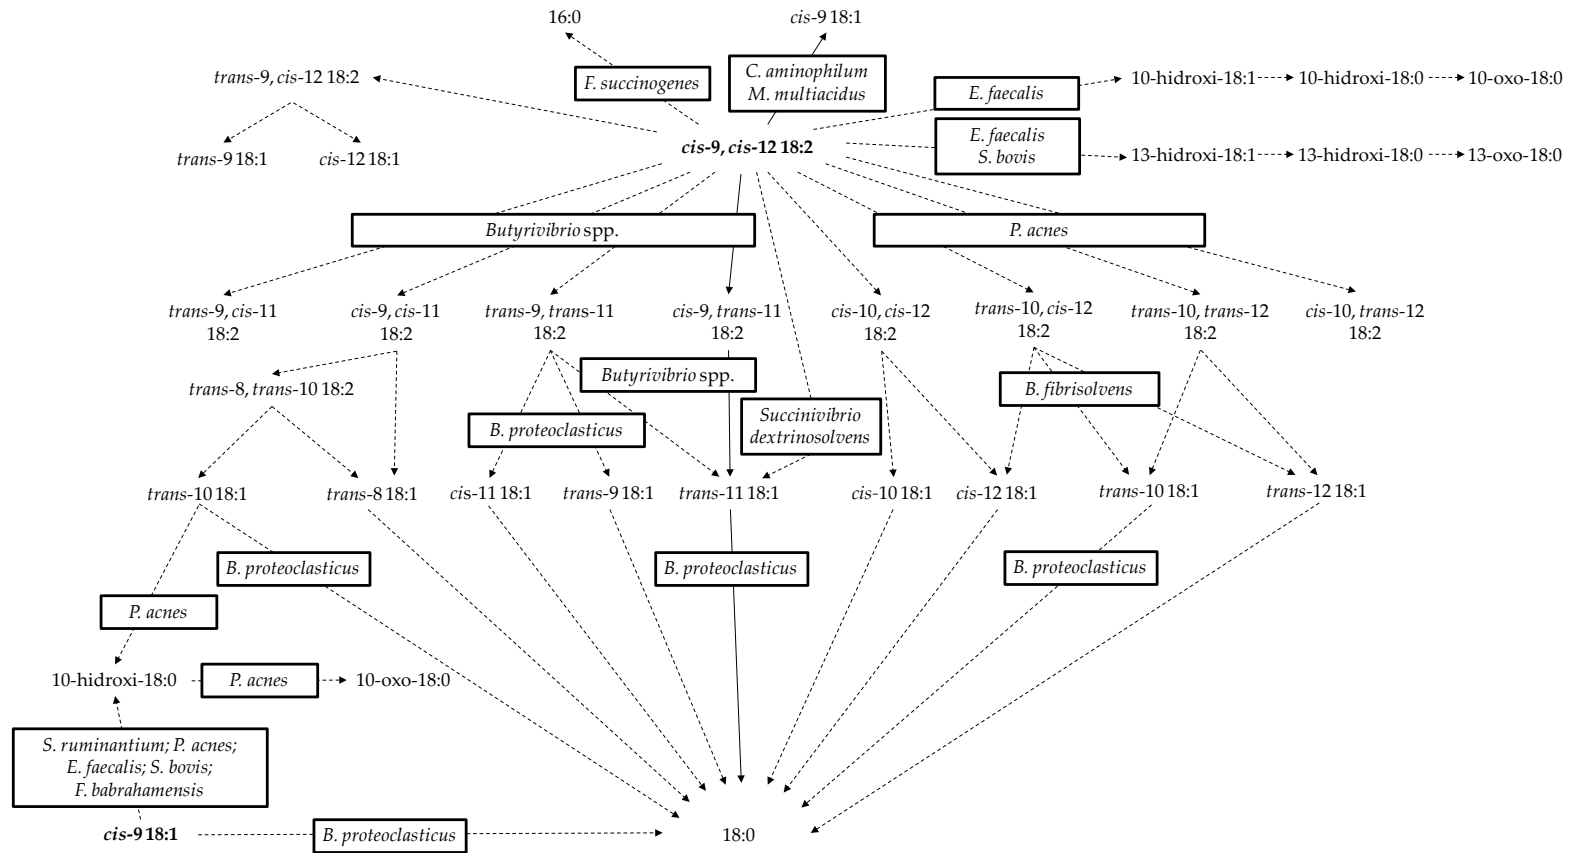 16:0
cis-9 18:1
trans-9, cis-12 18:2
F. succinogenes
C. aminophilum
M. multiacidus
E. faecalis
10-hidroxi-18:1
10-hidroxi-18:0
10-oxo-18:0
trans-9 18:1
cis-12 18:1
cis-9, cis-12 18:2
E. faecalis
S. bovis
13-hidroxi-18:1
13-hidroxi-18:0
13-oxo-18:0
Butyrivibrio spp.
P. acnes
trans-9, cis-11
18:2
cis-9, cis-11
18:2
trans-9, trans-11
18:2
cis-9, trans-11
18:2
cis-10, cis-12
18:2
trans-10, cis-12
18:2
trans-10, trans-12
18:2
cis-10, trans-12
18:2
trans-8, trans-10 18:2
Butyrivibrio spp.
B. fibrisolvens
B. proteoclasticus
Succinivibrio
dextrinosolvens
trans-10 18:1
trans-8 18:1
cis-11 18:1
trans-9 18:1
trans-11 18:1
cis-10 18:1
cis-12 18:1
trans-10 18:1
trans-12 18:1
B. proteoclasticus
B. proteoclasticus
B. proteoclasticus
P. acnes
10-hidroxi-18:0
P. acnes
10-oxo-18:0
S. ruminantium; P. acnes;
E. faecalis; S. bovis;
F. babrahamensis
cis-9 18:1
B. proteoclasticus
18:0